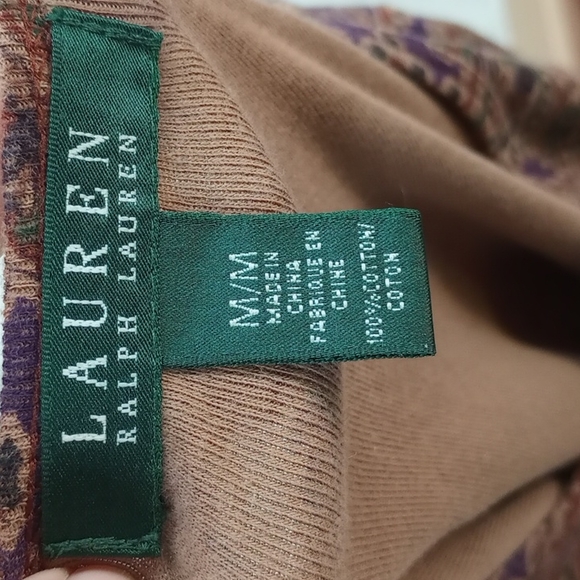 LAUREN
RALPH LAUREN
M/M
MADE IN
CHINA
FABRIQUE EN
CHINE
100% COTTON/
COTON